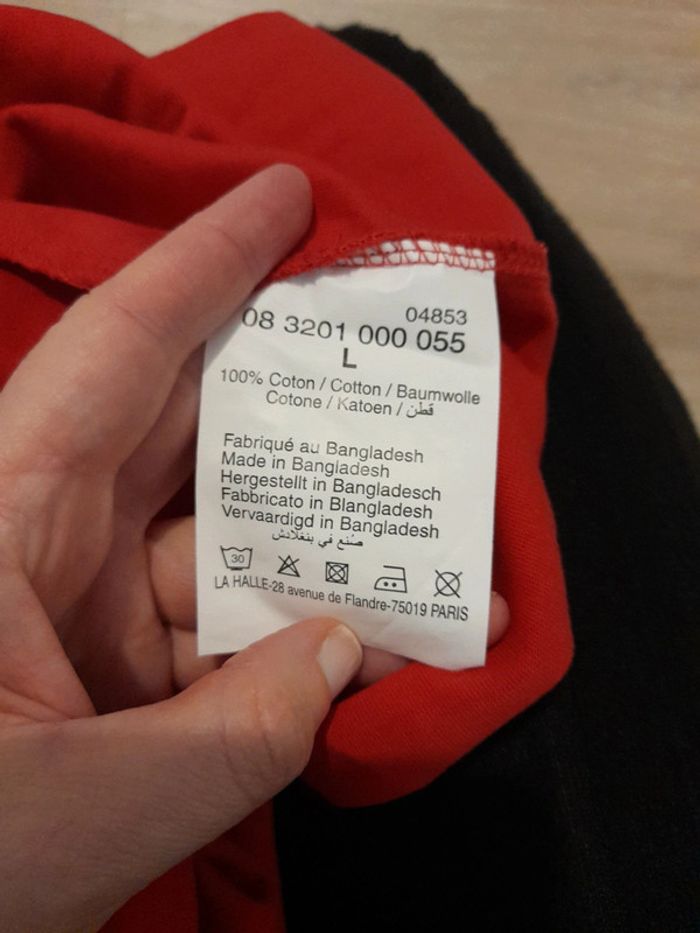 04853
08 3201 000 055
L
100% Coton / Cotton / Baumwolle
Cotone / Katoen / قطن
Fabriqué au Bangladesh
Made in Bangladesh
Hergestellt in Bangladesch
Fabbricato in Blangladesh
Vervaardigd in Bangladesh
صُنع في بنغلادش
30
LA HALLE-28 avenue de Flandre-75019 PARIS